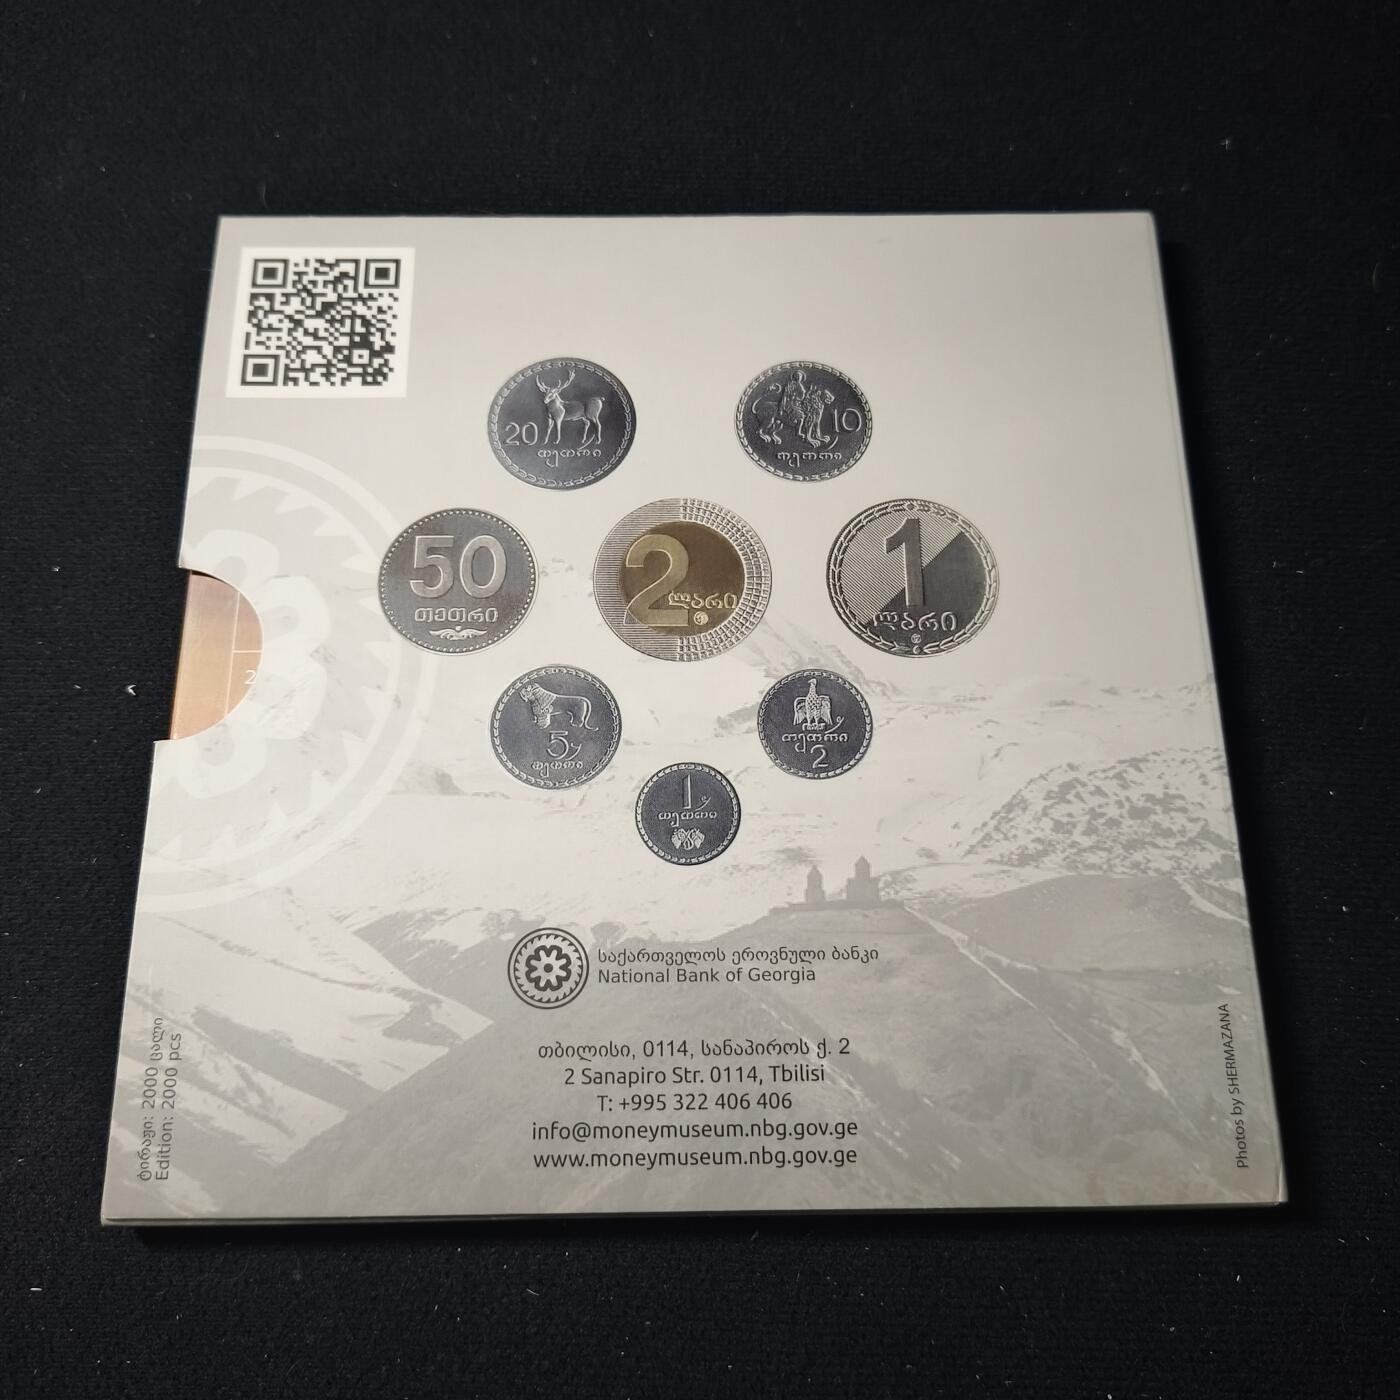 20
თეთრი
10
თეთრი
50
თეთრი
2
ლარი
1
ლარი
5
თეთრი
თეთრი
2
1
თეთრი
2
საქართველოს ეროვნული ბანკი
National Bank of Georgia
თბილისი, 0114, სანაპიროს ქ. 2
2 Sanapiro Str. 0114, Tbilisi
T: +995 322 406 406
info@moneymuseum.nbg.gov.ge
www.moneymuseum.nbg.gov.ge
ტირაჟი: 2000 ცალი
Edition: 2000 pcs
Photos by SHERMAZANA